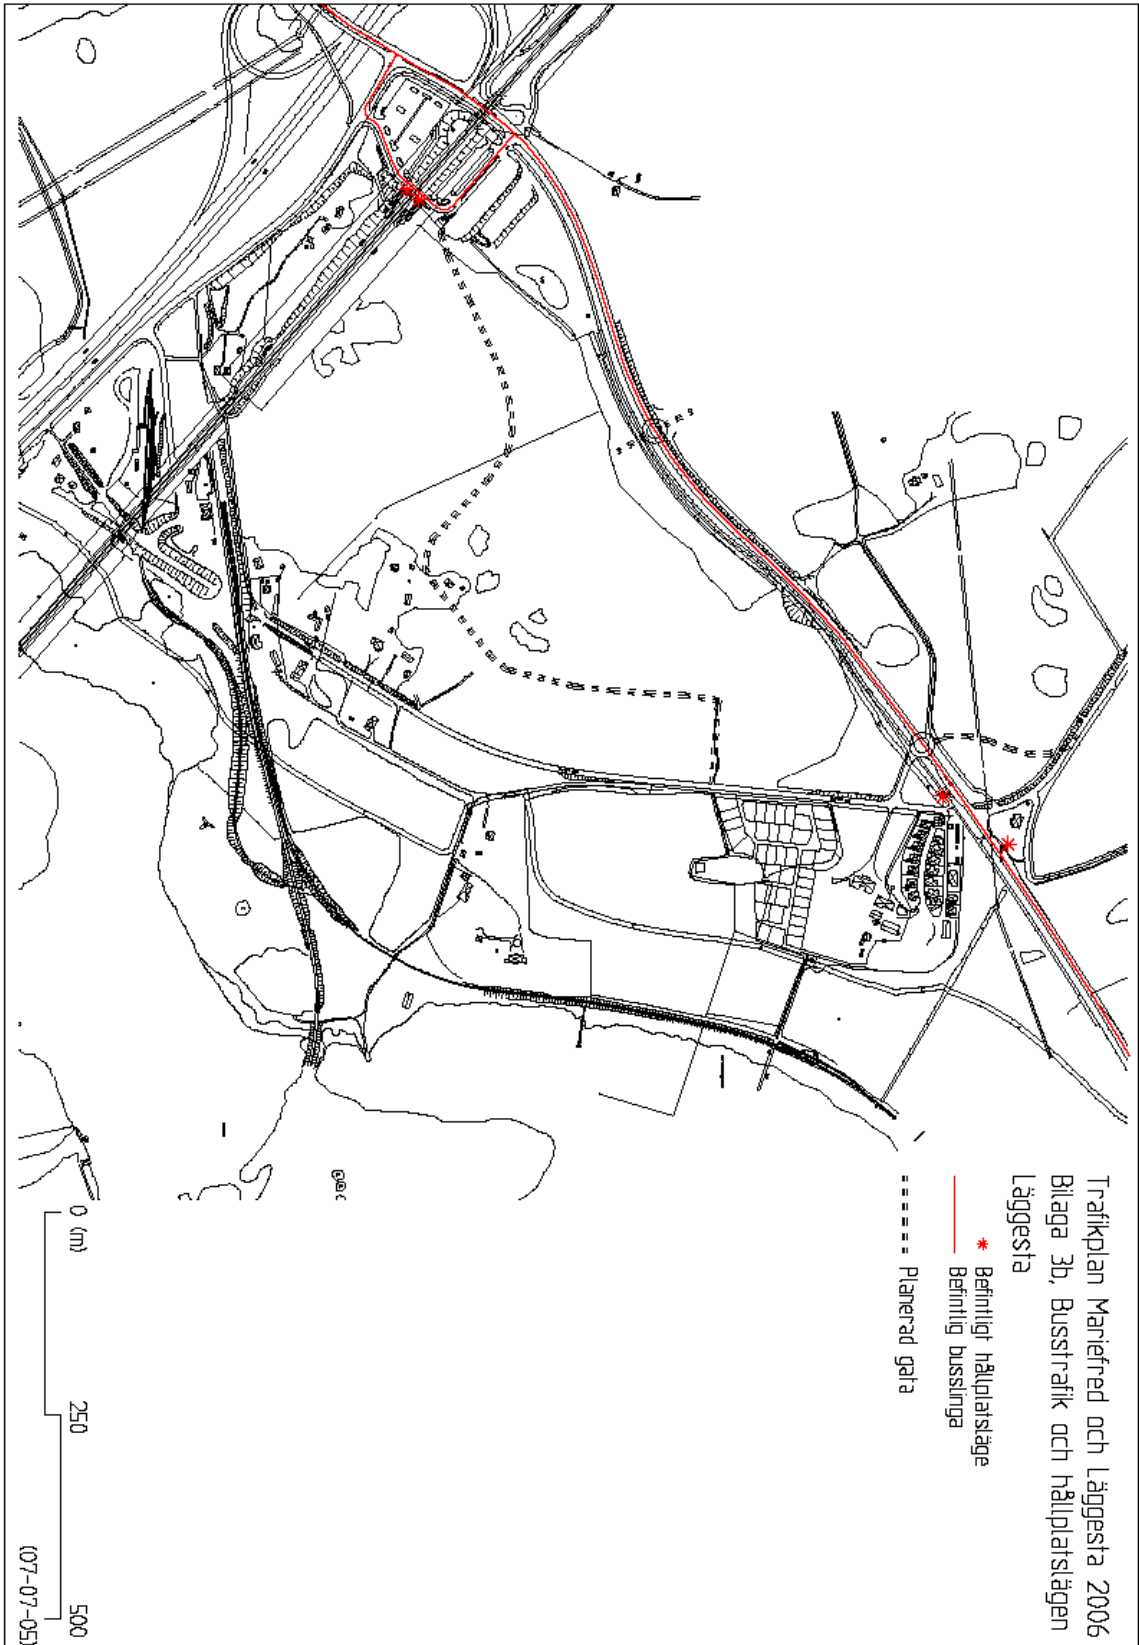 Trafikplan Mariefred och Läggesta 2006
Bilaga 3b, Busstrafik och hållplatslägen
Läggesta
Befintligt hållplatsläge
Befintlig busslinga
Planerad gata
0 (m)
250
500
(07-07-05)